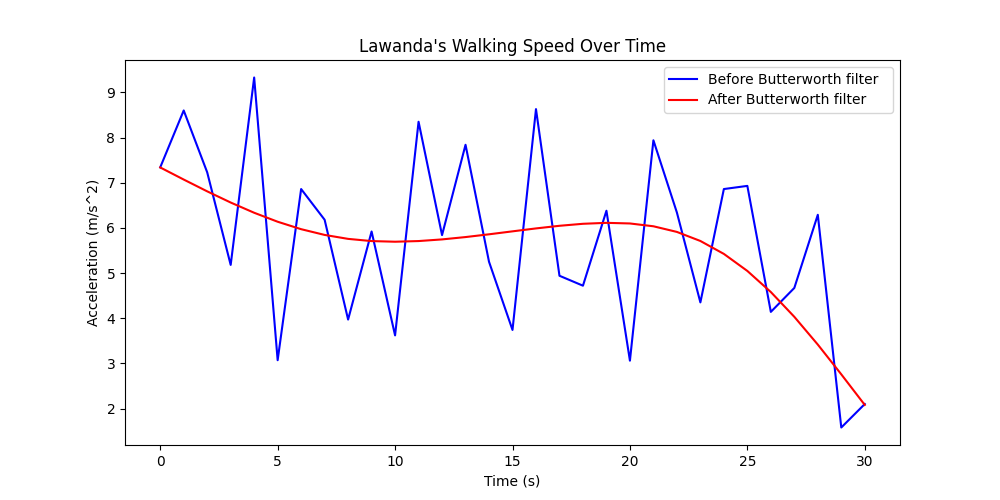 Lawanda's Walking Speed Over Time
Before Butterworth filter
After Butterworth filter
Acceleration (m/s^2)
9
8
7
6
5
4
3
2
0 5 10 15 20 25 30
Time (s)